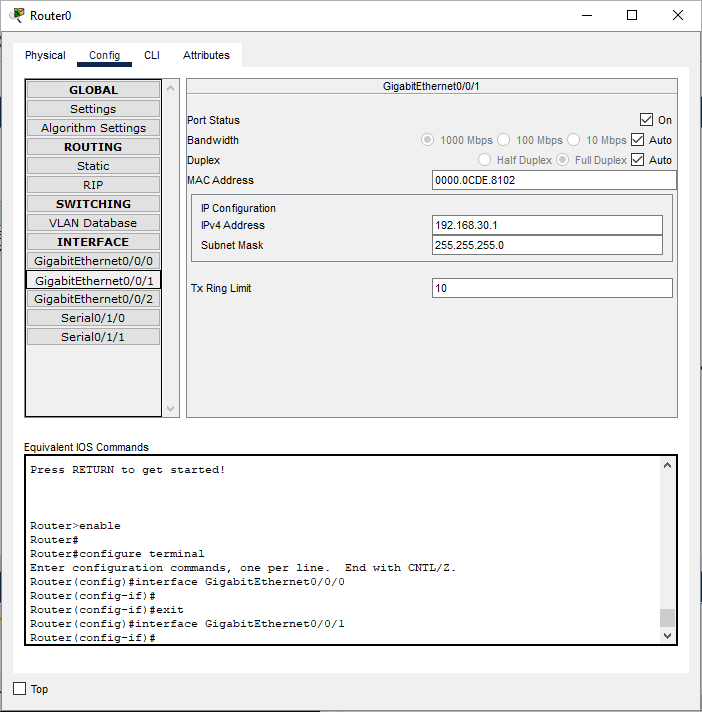 Router0
Physical Config CLI Attributes
GLOBAL
Settings
Algorithm Settings
ROUTING
Static
RIP
SWITCHING
VLAN Database
INTERFACE
GigabitEthernet0/0/0
GigabitEthernet0/0/1
GigabitEthernet0/0/2
Serial0/1/0
Serial0/1/1
GigabitEthernet0/0/1
Port Status On
Bandwidth 1000 Mbps 100 Mbps 10 Mbps Auto
Duplex Half Duplex Full Duplex Auto
MAC Address 0000.0CDE.8102
IP Configuration
IPv4 Address 192.168.30.1
Subnet Mask 255.255.255.0
Tx Ring Limit 10
Equivalent IOS Commands
Press RETURN to get started!
Router>enable
Router#
Router#configure terminal
Enter configuration commands, one per line.  End with CNTL/Z.
Router(config)#interface GigabitEthernet0/0/0
Router(config-if)#
Router(config-if)#exit
Router(config)#interface GigabitEthernet0/0/1
Router(config-if)#
Top